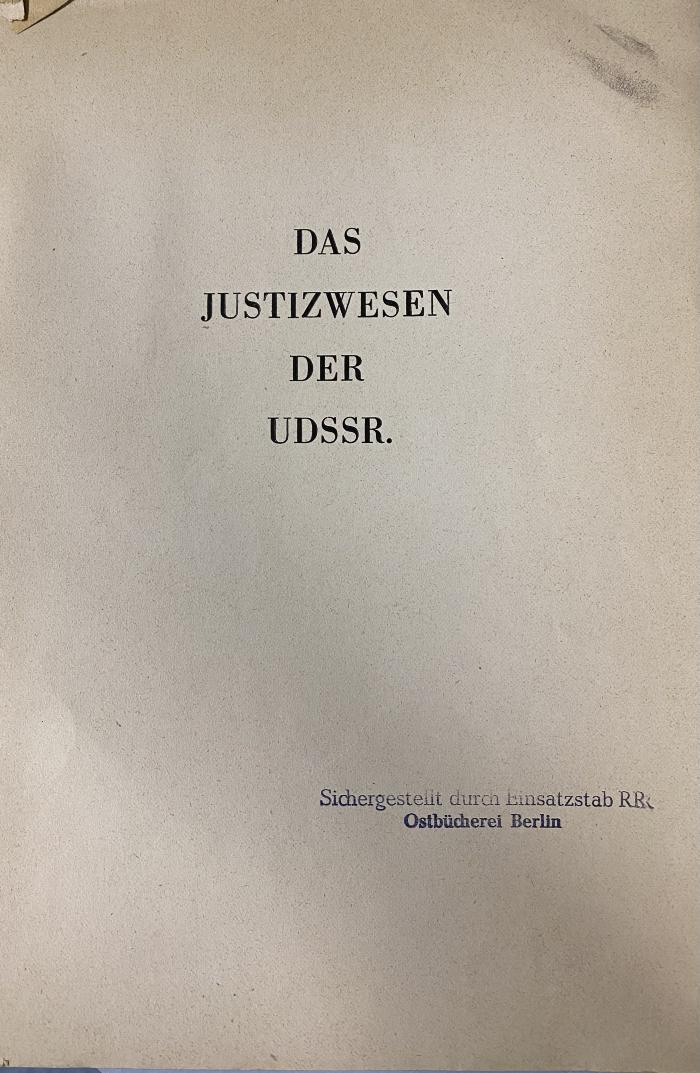 DAS
JUSTIZWESEN
DER
UDSSR.
Sichergestellt durch Einsatzstab RR
Ostbücherei Berlin